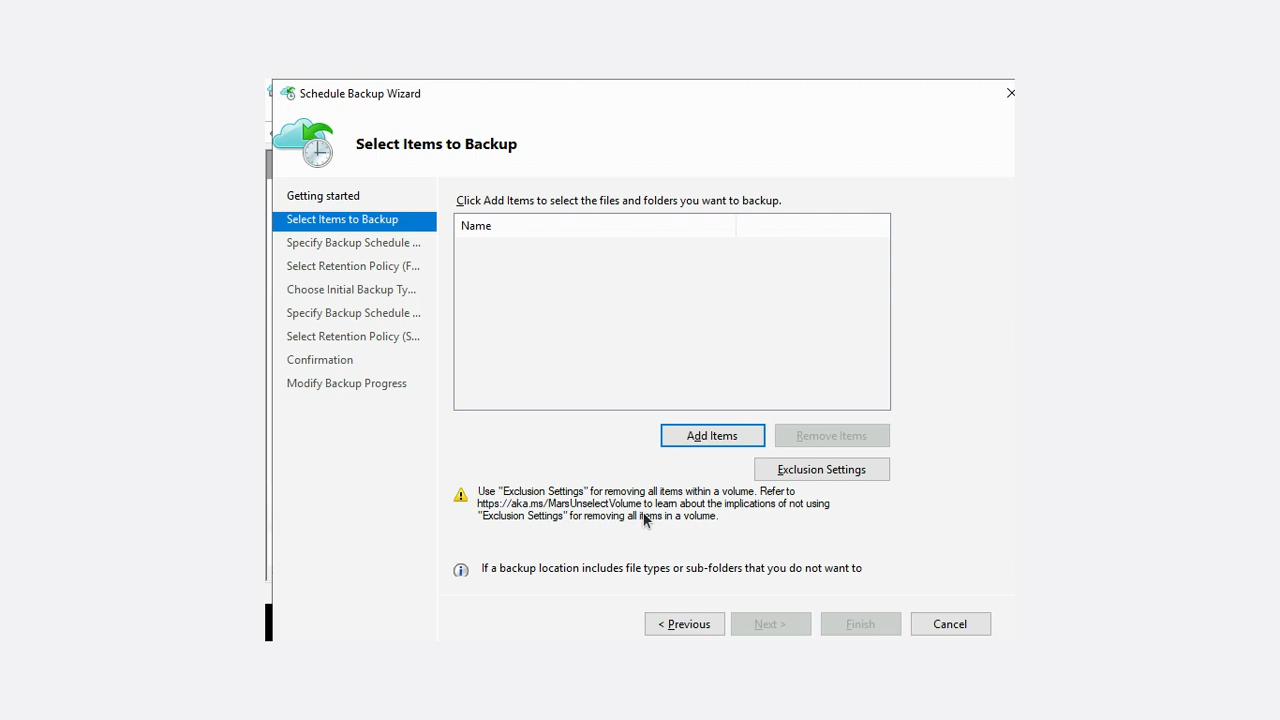 Schedule Backup Wizard
Select Items to Backup
Getting started
Select Items to Backup
Specify Backup Schedule ...
Select Retention Policy (F...
Choose Initial Backup Ty...
Specify Backup Schedule ...
Select Retention Policy (S...
Confirmation
Modify Backup Progress
Click Add Items to select the files and folders you want to backup.
Name
Add Items
Remove Items
Exclusion Settings
Use "Exclusion Settings" for removing all items within a volume. Refer to
https://aka.ms/MarsUnselectVolume to learn about the implications of not using
"Exclusion Settings" for removing all items in a volume.
If a backup location includes file types or sub-folders that you do not want to
< Previous
Next >
Finish
Cancel